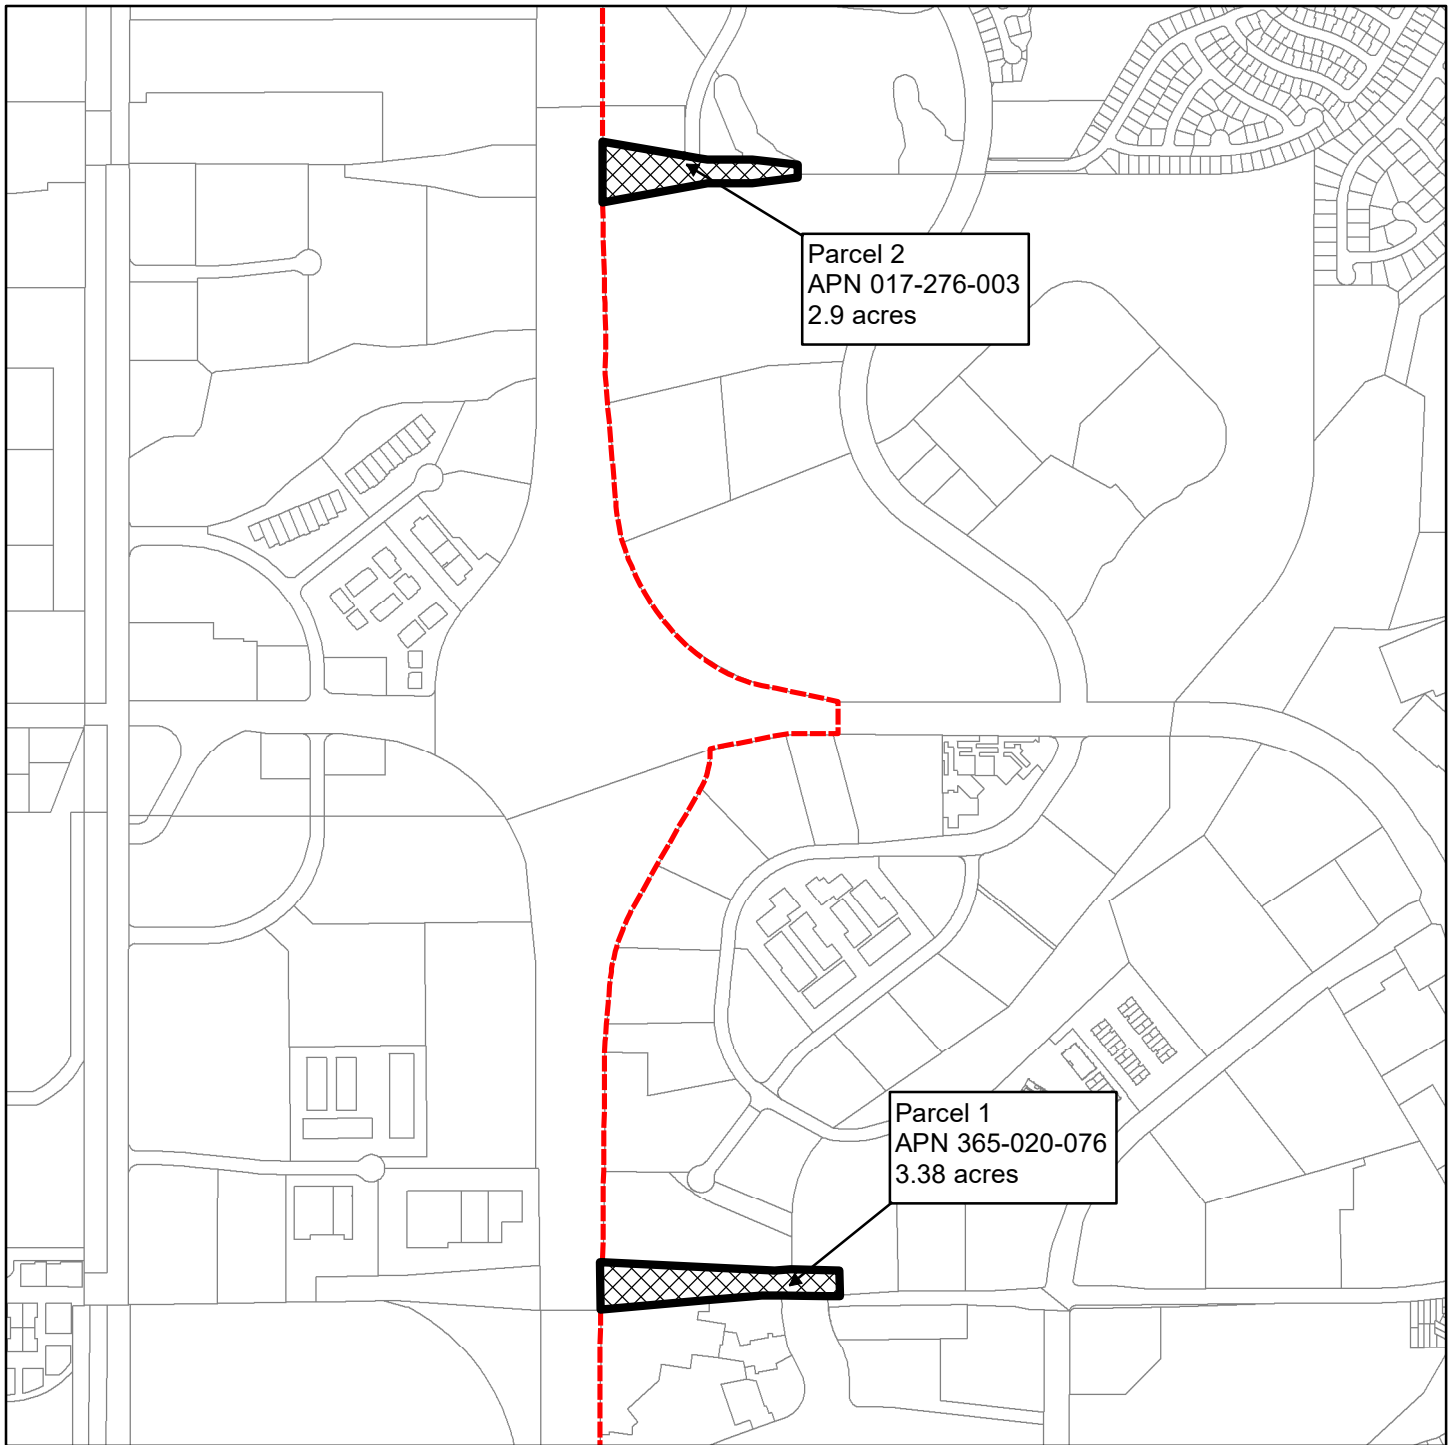 Parcel 2
APN 017-276-003
2.9 acres
Parcel 1
APN 365-020-076
3.38 acres